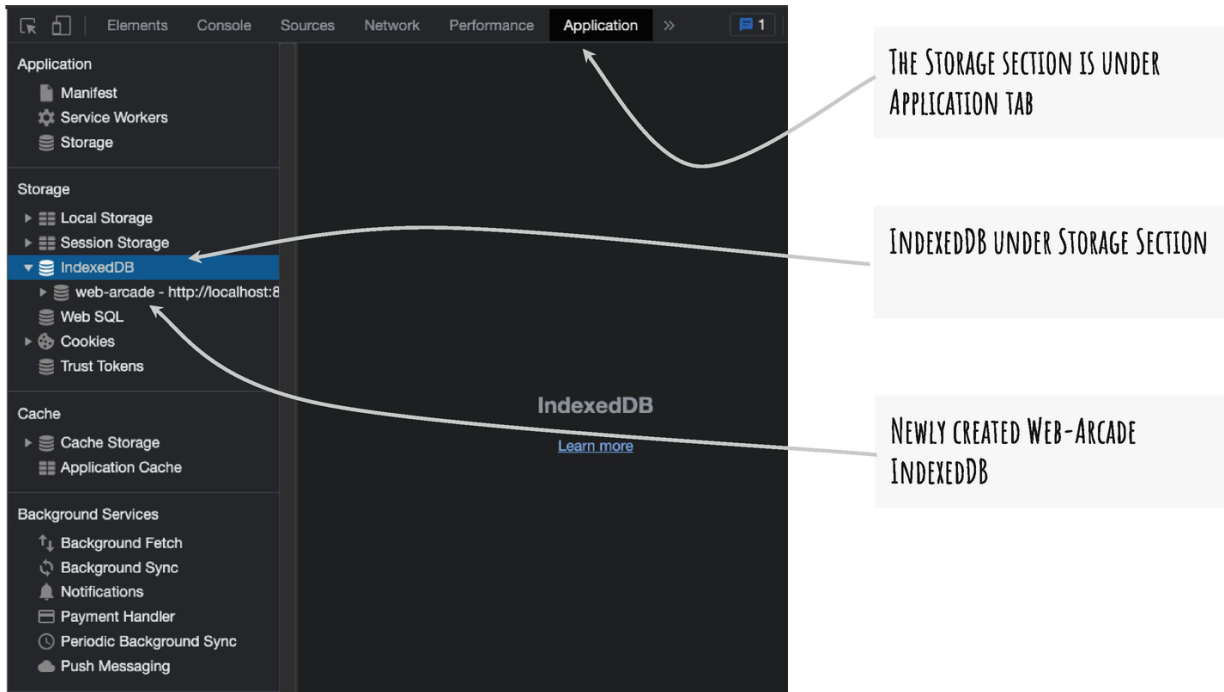 Elements Console Sources Network Performance Application » 1
Application
Manifest
Service Workers
Storage
Storage
Local Storage
Session Storage
IndexedDB
web-arcade - http://localhost:8
Web SQL
Cookies
Trust Tokens
Cache
Cache Storage
Application Cache
Background Services
Background Fetch
Background Sync
Notifications
Payment Handler
Periodic Background Sync
Push Messaging
IndexedDB
Learn more
The Storage section is under
Application tab
IndexedDB under Storage Section
Newly created Web-Arcade
IndexedDB